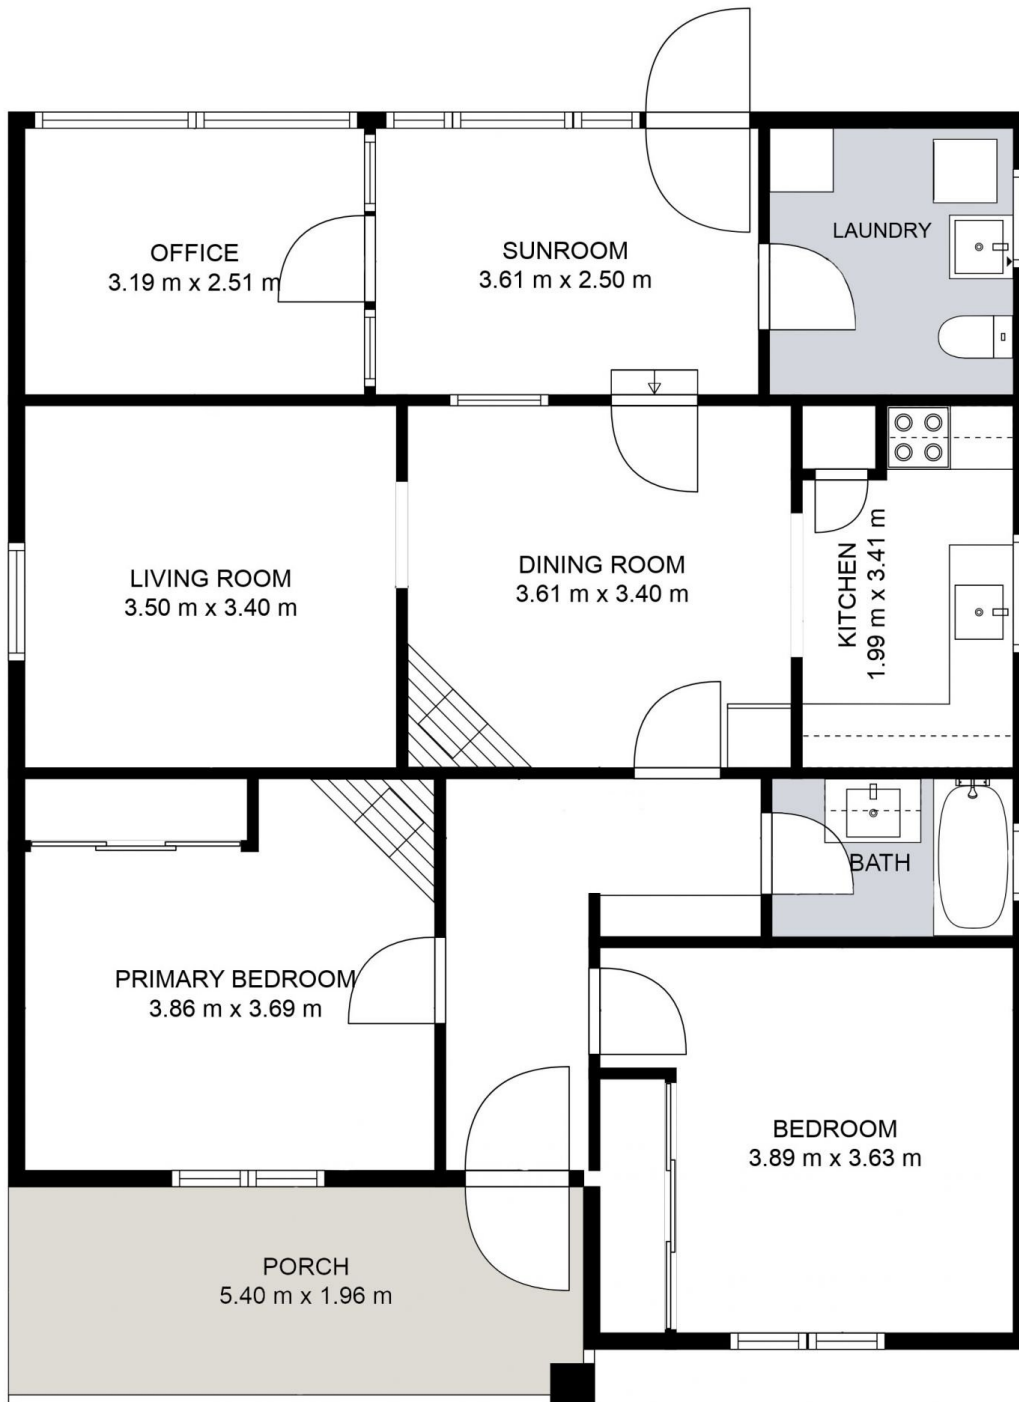 OFFICE
3.19 m x 2.51 m
SUNROOM
3.61 m x 2.50 m
LAUNDRY
LIVING ROOM
3.50 m x 3.40 m
DINING ROOM
3.61 m x 3.40 m
KITCHEN
1.99 m x 3.41 m
BATH
PRIMARY BEDROOM
3.86 m x 3.69 m
BEDROOM
3.89 m x 3.63 m
PORCH
5.40 m x 1.96 m